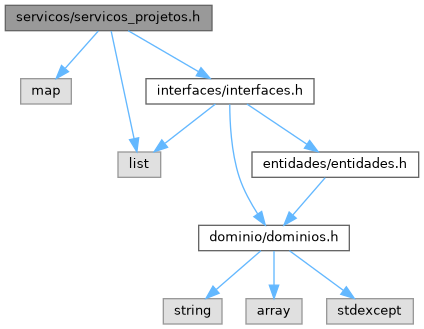 servicos/servicos_projetos.h
map
interfaces/interfaces.h
list
entidades/entidades.h
dominio/dominios.h
string
array
stdexcept